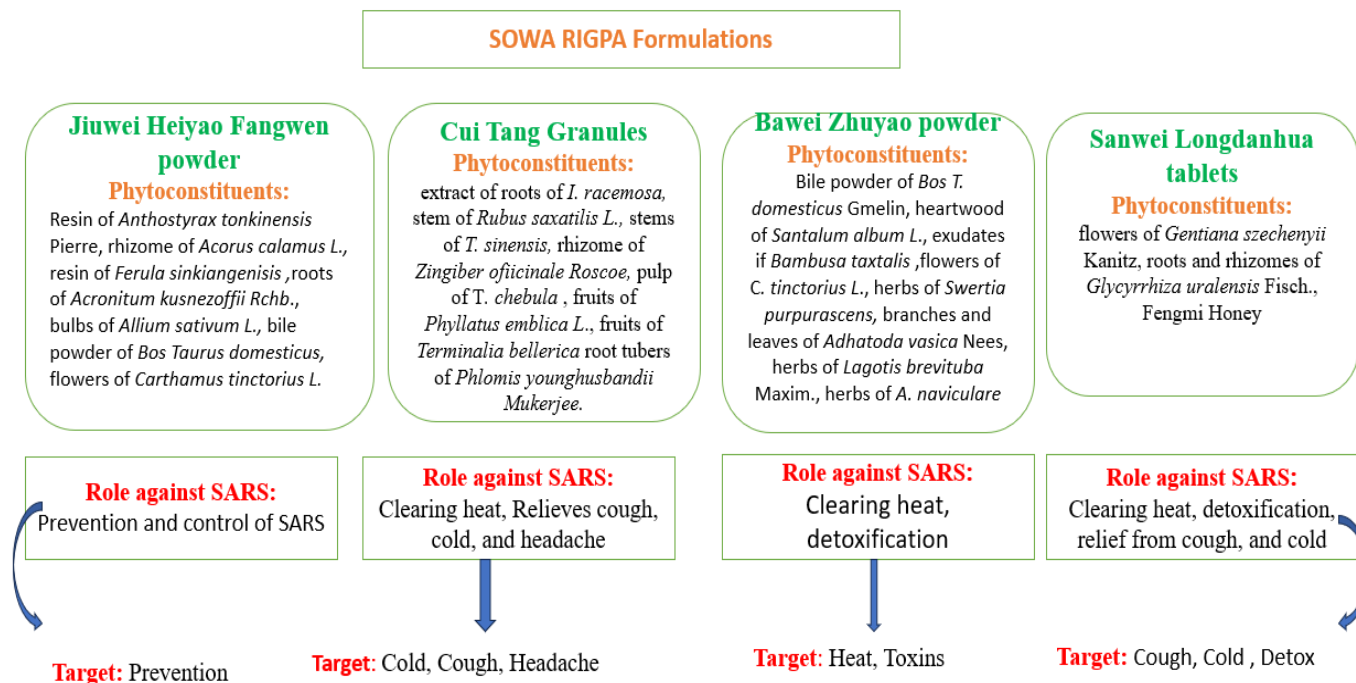 SOWA RIGPA Formulations
Jiuwei Heiyao Fangwen
powder
Phytoconstituents:
Resin of Anthostyrax tonkinensis
Pierre, rhizome of Acorus calamus L.,
resin of Ferula sinkiangenisis ,roots
of Acronitum kusnezoffii Rchb.,
bulbs of Allium sativum L., bile
powder of Bos Taurus domesticus,
flowers of Carthamus tinctorius L.
Cui Tang Granules
Phytoconstituents:
extract of roots of I. racemosa,
stem of Rubus saxatilis L., stems
of T. sinensis, rhizome of
Zingiber ofiicinale Roscoe, pulp
of T. chebula , fruits of
Phyllatus emblica L., fruits of
Terminalia bellerica root tubers
of Phlomis younghusbandii
Mukerjee.
Bawei Zhuyao powder
Phytoconstituents:
Bile powder of Bos T.
domesticus Gmelin, heartwood
of Santalum album L., exudates
if Bambusa taxtalis ,flowers of
C. tinctorius L., herbs of Swertia
purpurascens, branches and
leaves of Adhatoda vasica Nees,
herbs of Lagotis brevituba
Maxim., herbs of A. naviculare
Sanwei Longdanhua
tablets
Phytoconstituents:
flowers of Gentiana szechenyii
Kanitz, roots and rhizomes of
Glycyrrhiza uralensis Fisch.,
Fengmi Honey
Role against SARS:
Prevention and control of SARS
Role against SARS:
Clearing heat, Relieves cough,
cold, and headache
Role against SARS:
Clearing heat,
detoxification
Role against SARS:
Clearing heat, detoxification,
relief from cough, and cold
Target: Prevention
Target: Cold, Cough, Headache
Target: Heat, Toxins
Target: Cough, Cold , Detox